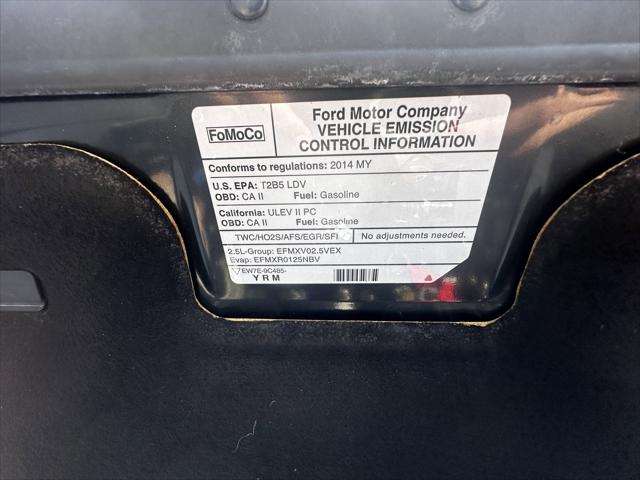 FoMoCo
Ford Motor Company
VEHICLE EMISSION
CONTROL INFORMATION
Conforms to regulations: 2014 MY
U.S. EPA: T2B5 LDV
OBD: CA II Fuel: Gasoline
California: ULEV II PC
OBD: CA II Fuel: Gasoline
TWC/HO2S/AFS/EGR/SFI No adjustments needed.
2.5L-Group: EFMXV02.5VEX
Evap: EFMXR0125NBV
EW7E-9C485-
YRM
FoMoCo